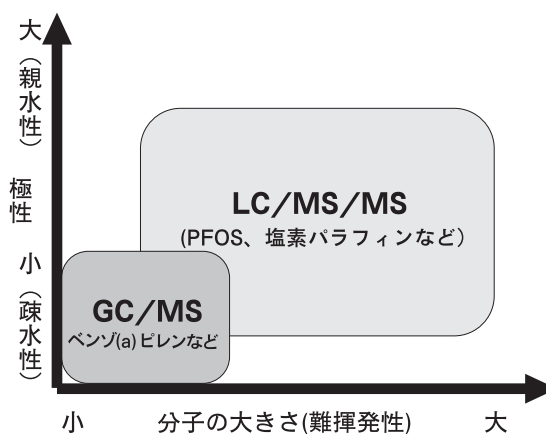 大（親水性）
極性
小（疎水性）
LC/MS/MS
(PFOS、塩素パラフィンなど）
GC/MS
ベンゾ(a)ピレンなど
小
分子の大きさ(難揮発性)
大